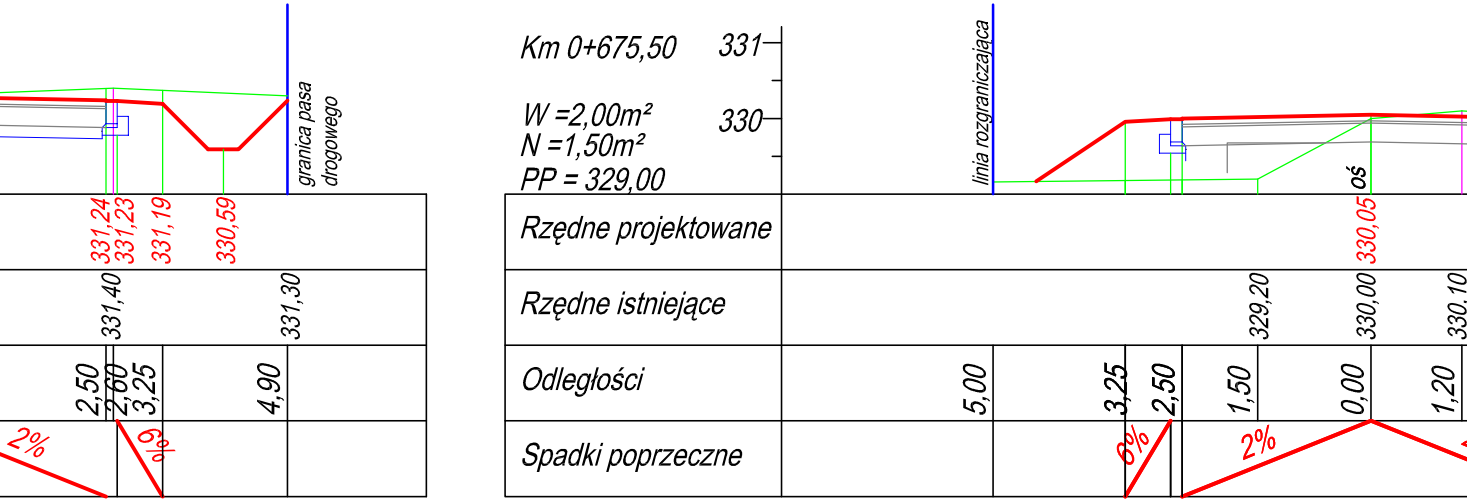 granica pasa
drogowego
331,24
331,23
331,19
330,59
331,40
331,30
2,50
2,60
3,25
4,90
2%
6%
Km 0+675,50
331
W =2,00m²
330
N =1,50m²
PP = 329,00
linia rozgraniczająca
oś
Rzędne projektowane
330,05
Rzędne istniejące
329,20
330,00
330.10
Odległości
5,00
3,25
2,50
1,50
0,00
1,20
Spadki poprzeczne
6%
2%